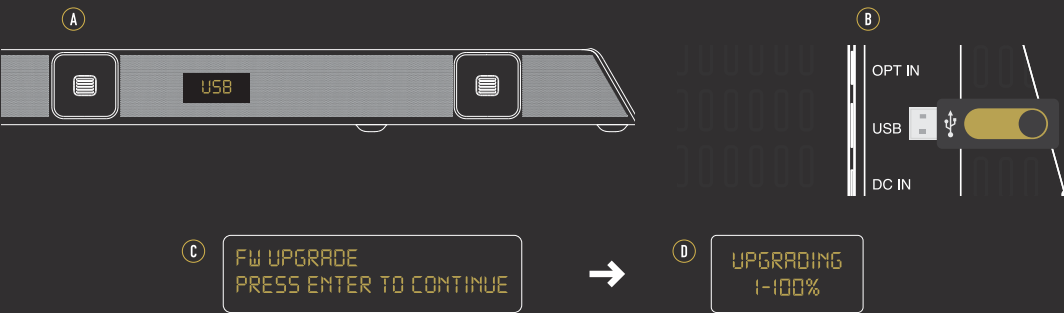 A
B
USB
OPT IN
USB
DC IN
C
FW UPGRADE
PRESS ENTER TO CONTINUE
D
UPGRADING
1-100%